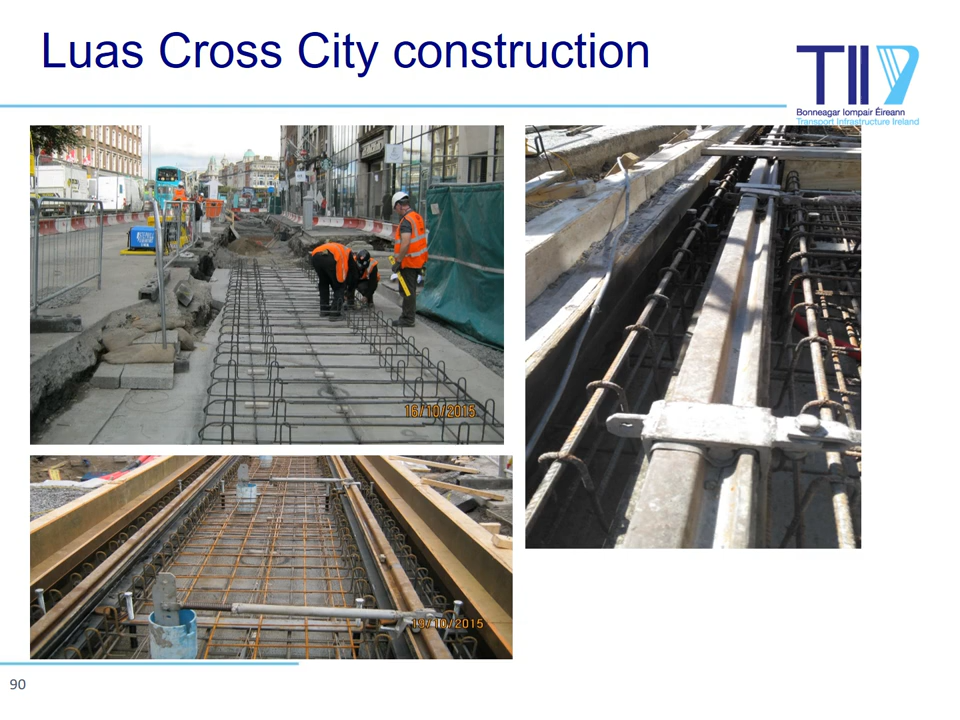 Luas Cross City construction
TII
Bonneagar Iompair Éireann
Transport Infrastructure Ireland
16/10/2015
19/10/2015
90